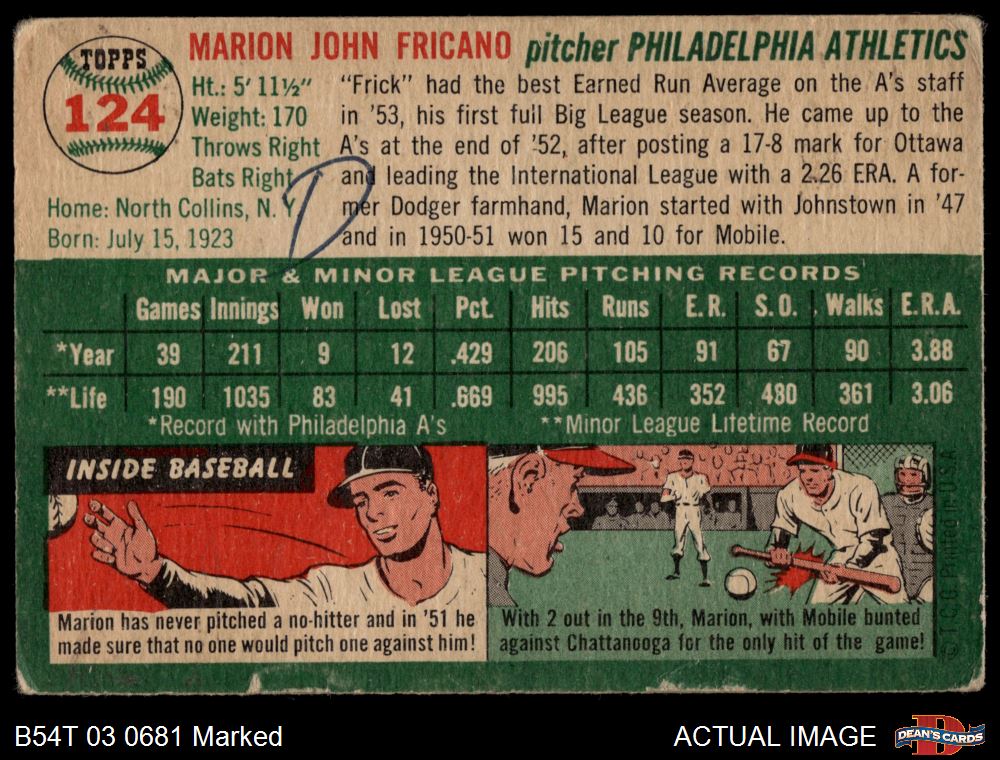 TOPPS
124
MARION JOHN FRICANO pitcher PHILADELPHIA ATHLETICS
Ht.: 5' 11½"
Weight: 170
Throws Right
Bats Right
Home: North Collins, N. Y.
Born: July 15, 1923
"Frick" had the best Earned Run Average on the A's staff
in '53, his first full Big League season. He came up to the
A's at the end of '52, after posting a 17-8 mark for Ottawa
and leading the International League with a 2.26 ERA. A for-
mer Dodger farmhand, Marion started with Johnstown in '47
and in 1950-51 won 15 and 10 for Mobile.
D
MAJOR & MINOR LEAGUE PITCHING RECORDS
Games Innings Won Lost Pct. Hits Runs E.R. S.O. Walks E.R.A.
*Year 39 211 9 12 .429 206 105 91 67 90 3.88
**Life 190 1035 83 41 .669 995 436 352 480 361 3.06
*Record with Philadelphia A's **Minor League Lifetime Record
INSIDE BASEBALL
Marion has never pitched a no-hitter and in '51 he
made sure that no one would pitch one against him!
With 2 out in the 9th, Marion, with Mobile bunted
against Chattanooga for the only hit of the game!
© T.C.G. Printed in U.S.A.
B54T 03 0681 Marked
ACTUAL IMAGE
D
DEAN'S CARDS